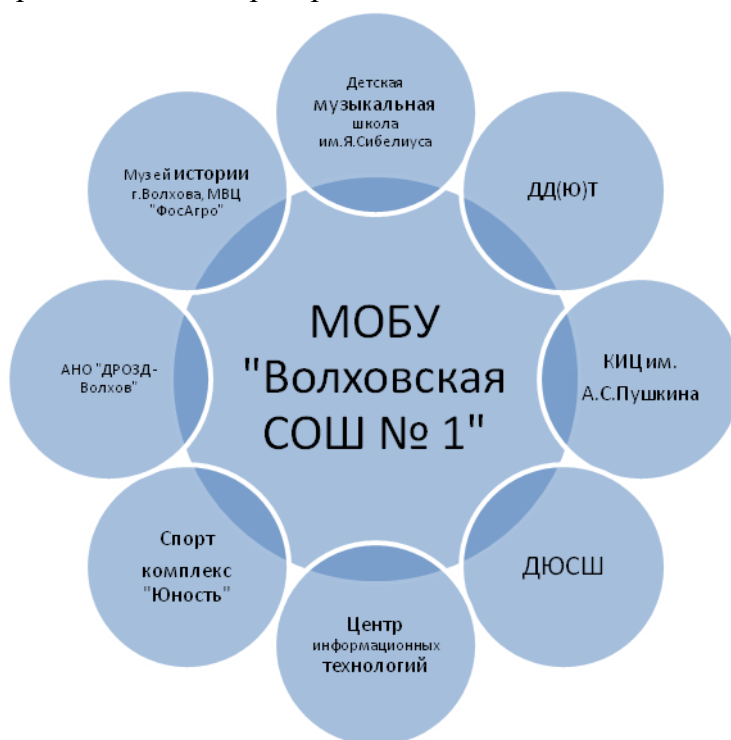 Детская
музыкальная
школа
им.Я.Сибелиуса
ДД(Ю)Т
КИЦ им.
А.С.Пушкина
ДЮСШ
Центр
информационных
технологий
Спорт
комплекс
"Юность"
АНО "ДРОЗД-
Волхов"
Музей истории
г.Волхова, МВЦ
"ФосАгро"
МОБУ
"Волховская
СОШ № 1"